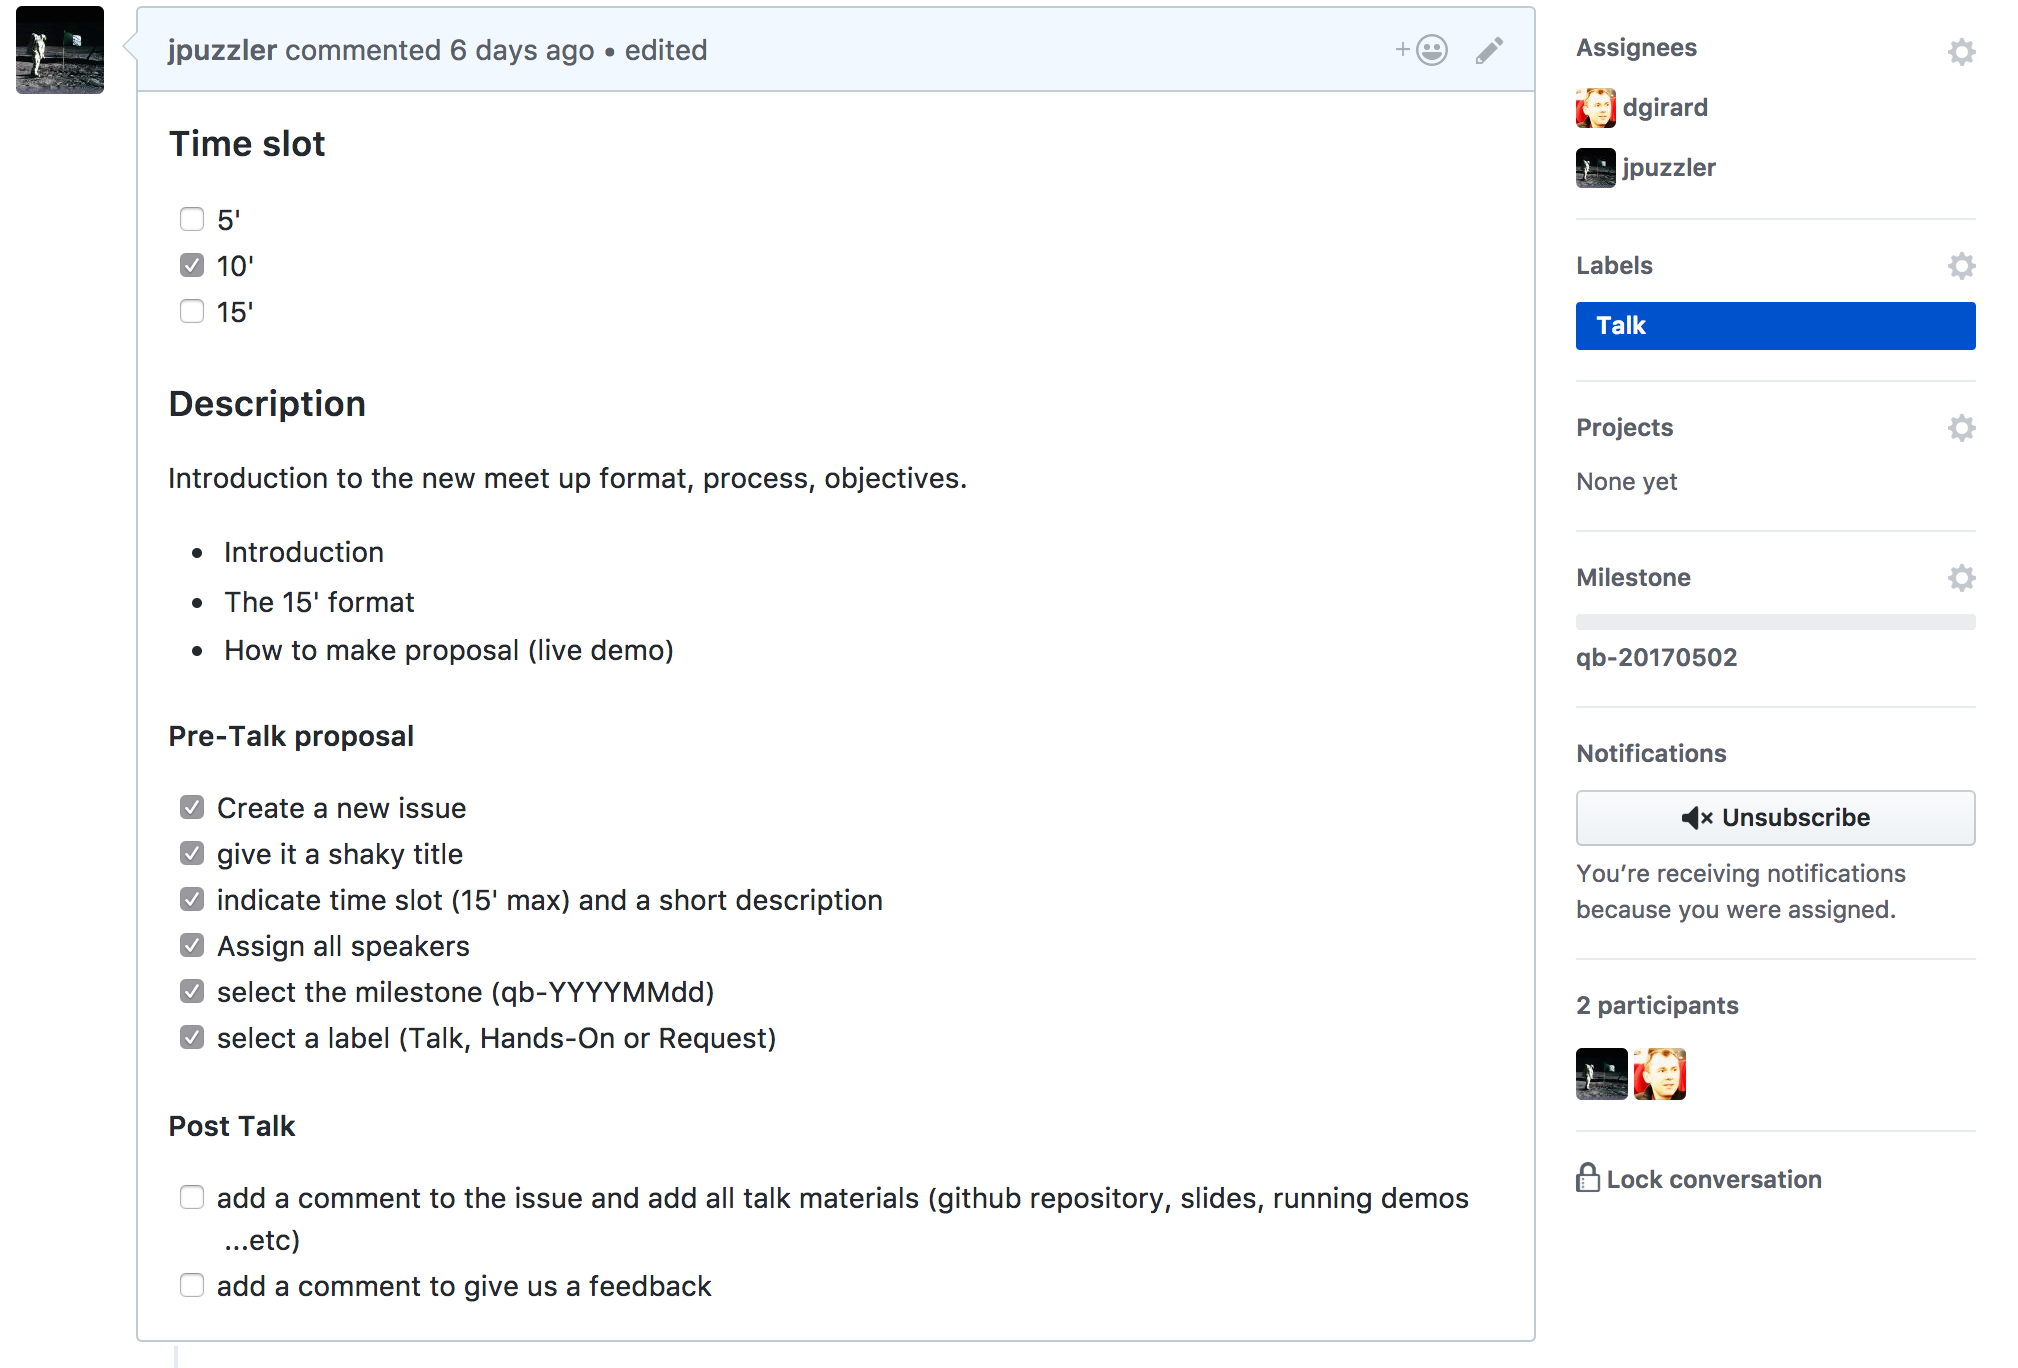 jpuzzler commented 6 days ago • edited
Time slot
5'
10'
15'
Description
Introduction to the new meet up format, process, objectives.
• Introduction
• The 15' format
• How to make proposal (live demo)
Pre-Talk proposal
Create a new issue
give it a shaky title
indicate time slot (15' max) and a short description
Assign all speakers
select the milestone (qb-YYYYMMdd)
select a label (Talk, Hands-On or Request)
Post Talk
add a comment to the issue and add all talk materials (github repository, slides, running demos
...etc)
add a comment to give us a feedback
Assignees
dgirard
jpuzzler
Labels
Talk
Projects
None yet
Milestone
qb-20170502
Notifications
Unsubscribe
You’re receiving notifications
because you were assigned.
2 participants
Lock conversation